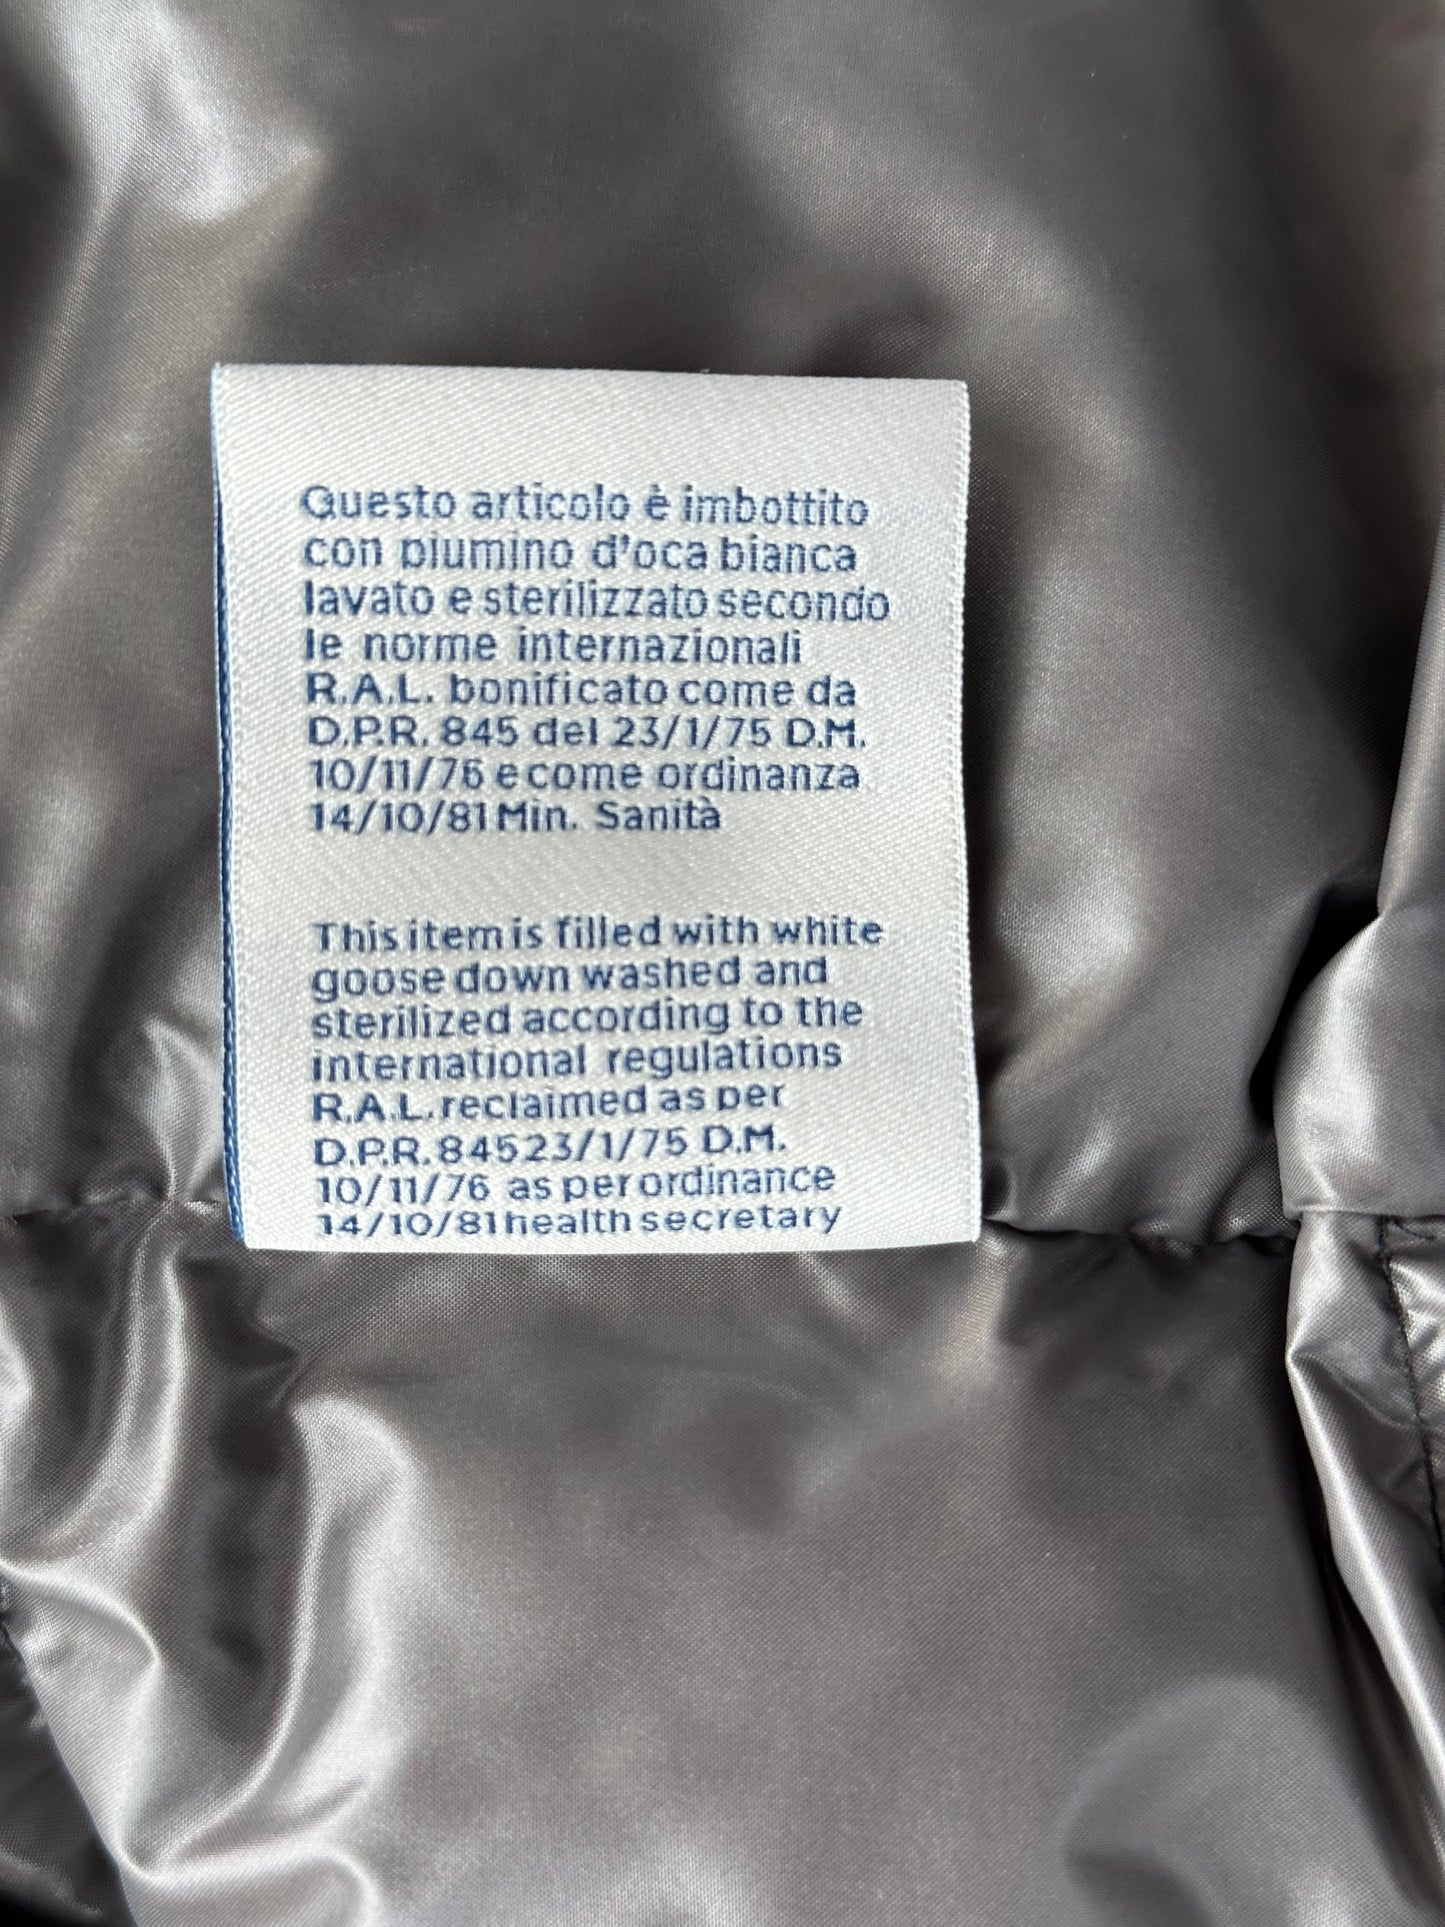 Questo articolo è imbottito
con piumino d'oca bianca
lavato e sterilizzato secondo
le norme internazionali
R.A.L. bonificato come da
D.P.R. 845 del 23/1/75 D.M.
10/11/76 e come ordinanza
14/10/81 Min. Sanità
This item is filled with white
goose down washed and
sterilized according to the
international regulations
R.A.L. reclaimed as per
D.P.R. 845 23/1/75 D.M.
10/11/76 as per ordinance
14/10/81 health secretary